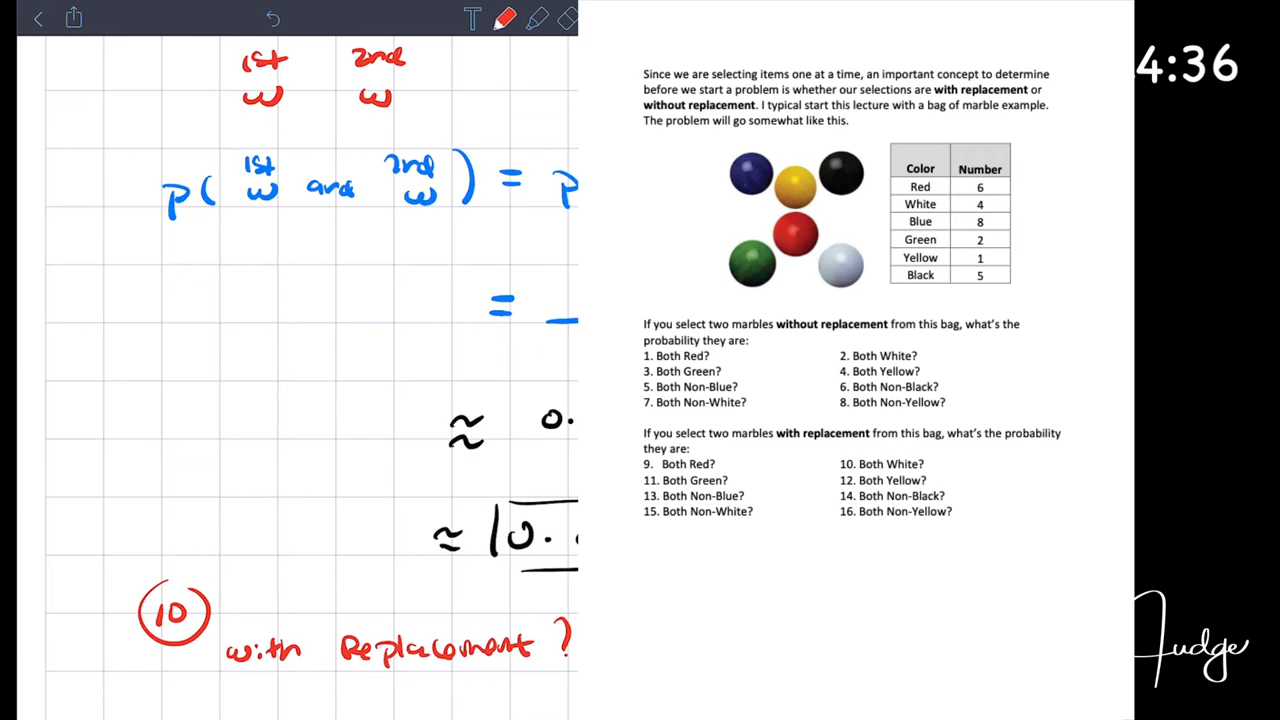 1st 2nd
W W
P( 1st W and 2nd W ) = P
=
≈ 0.
≈ 0.
10 with Replacement?
Since we are selecting items one at a time, an important concept to determine
before we start a problem is whether our selections are with replacement or
without replacement. I typical start this lecture with a bag of marble example.
The problem will go somewhat like this.
Color Number
Red 6
White 4
Blue 8
Green 2
Yellow 1
Black 5
If you select two marbles without replacement from this bag, what's the
probability they are:
1. Both Red? 2. Both White?
3. Both Green? 4. Both Yellow?
5. Both Non-Blue? 6. Both Non-Black?
7. Both Non-White? 8. Both Non-Yellow?
If you select two marbles with replacement from this bag, what's the probability
they are:
9. Both Red? 10. Both White?
11. Both Green? 12. Both Yellow?
13. Both Non-Blue? 14. Both Non-Black?
15. Both Non-White? 16. Both Non-Yellow?
4:36
Judge